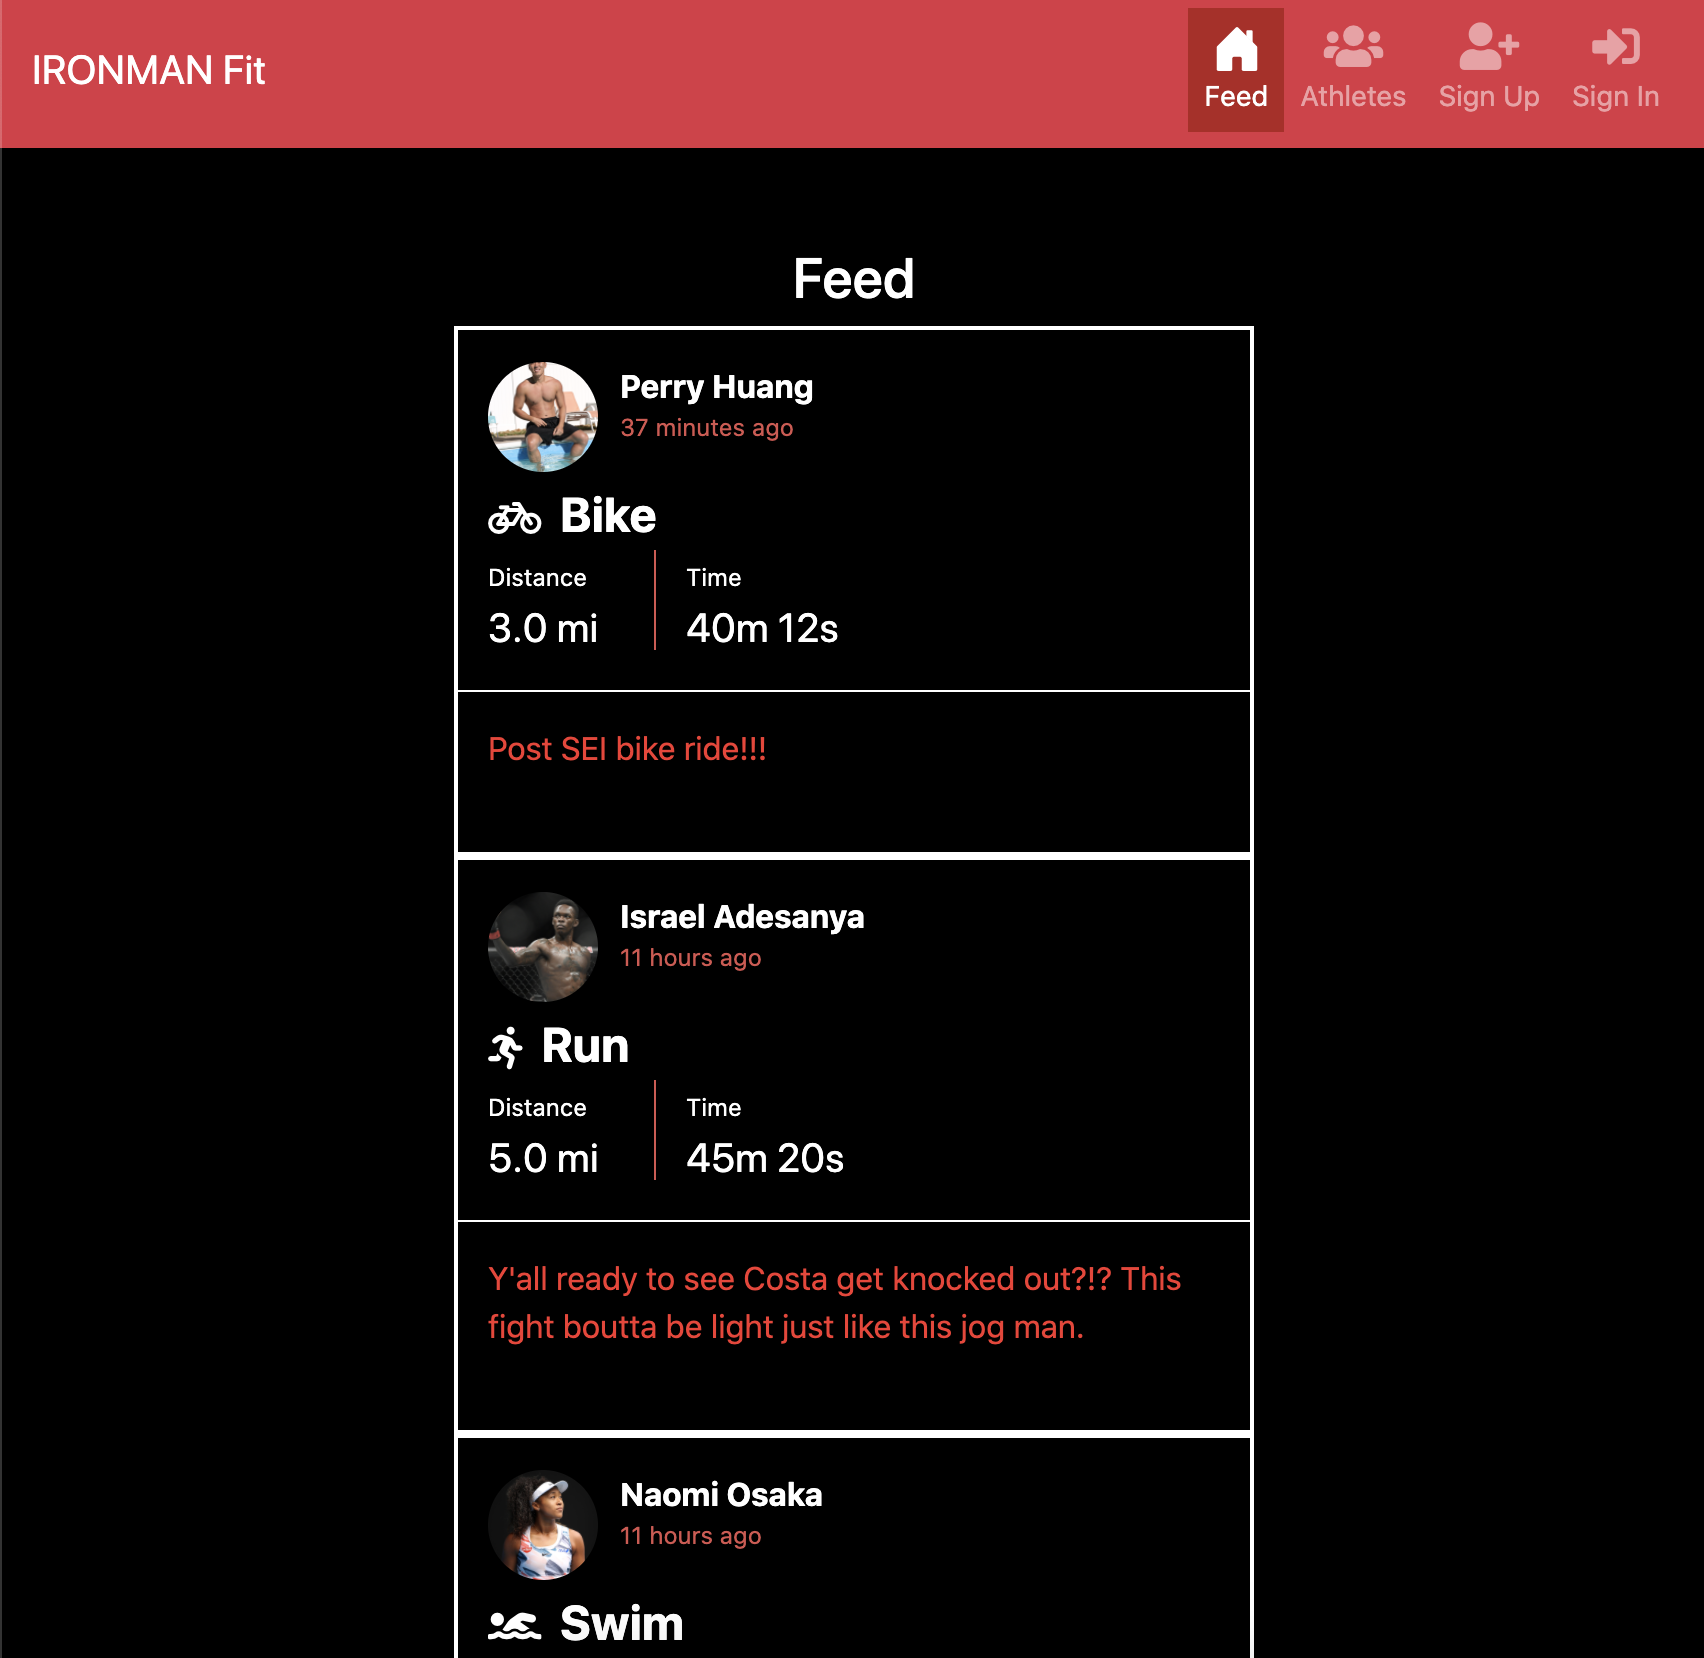 IRONMAN Fit
Feed
Athletes
Sign Up
Sign In
Feed
Perry Huang
37 minutes ago
Bike
Distance
Time
3.0 mi
40m 12s
Post SEI bike ride!!!
Israel Adesanya
11 hours ago
Run
Distance
Time
5.0 mi
45m 20s
Y'all ready to see Costa get knocked out?!? This
fight boutta be light just like this jog man.
Naomi Osaka
11 hours ago
Swim